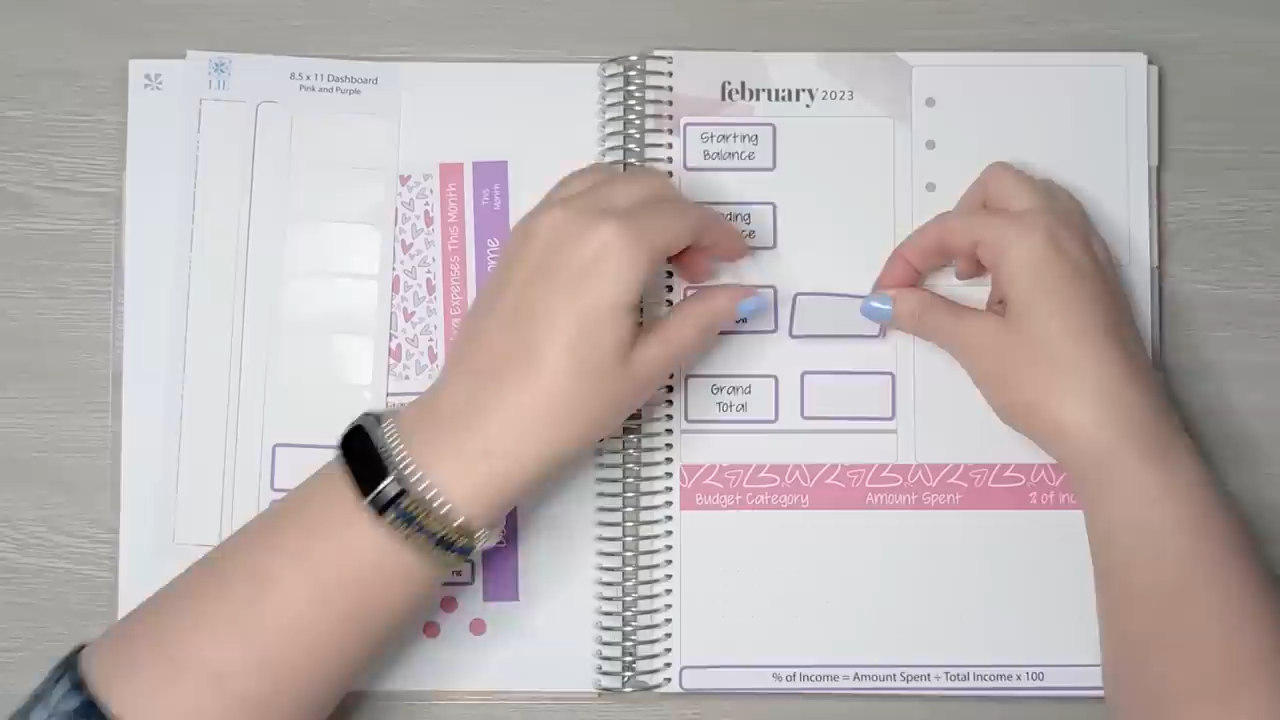 8.5 x 11 Dashboard
Pink and Purple
Expenses This Month
This
Month
february 2023
Starting
Balance
Grand
Total
Budget Category Amount Spent % of
% of Income = Amount Spent ÷ Total Income x 100